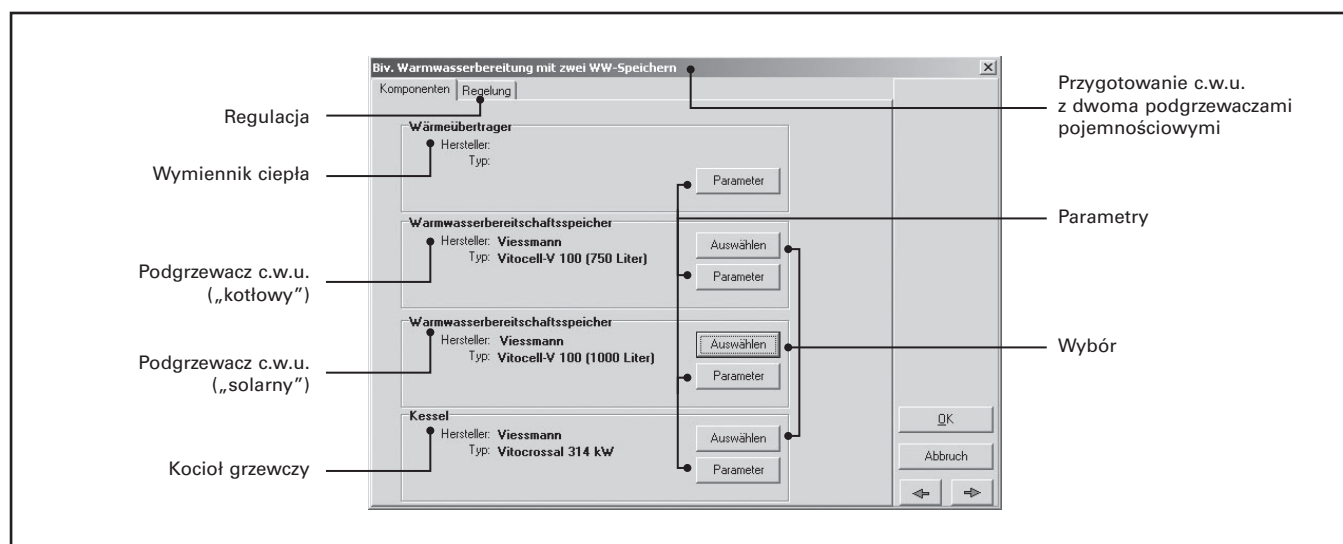 Biv. Warmwasserbereitung mit zwei WW-Speichern
Komponenten
Regelung
Regulacja
Wymiennik ciepła
Podgrzewacz c.w.u.
(„kotłowy”)
Podgrzewacz c.w.u.
(„solarny”)
Kocioł grzewczy
Wärmeübertrager
Hersteller:
Typ:
Parameter
Warmwasserbereitschaftsspeicher
Hersteller: Viessmann
Typ: Vitocell-V 100 (750 Liter)
Auswählen
Parameter
Warmwasserbereitschaftsspeicher
Hersteller: Viessmann
Typ: Vitocell-V 100 (1000 Liter)
Auswählen
Parameter
Kessel
Hersteller: Viessmann
Typ: Vitocrossal 314 kW
Auswählen
Parameter
OK
Abbruch
Przygotowanie c.w.u.
z dwoma podgrzewaczami
pojemnościowymi
Parametry
Wybór